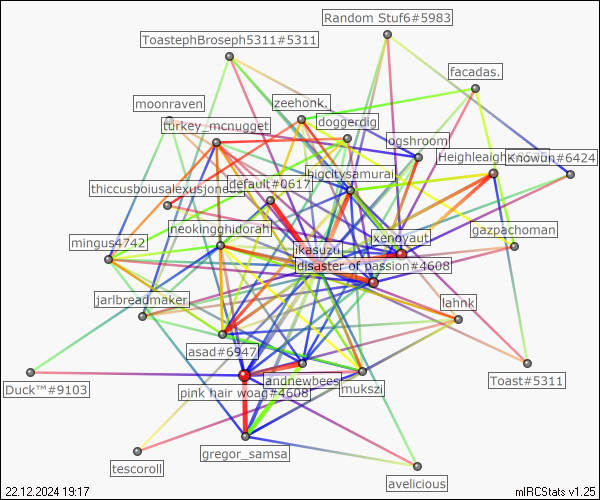 Random Stuf6#5983
ToastephBroseph5311#5311
facadas.
moonraven
zeehonk.
turkey_mcnugget
doggerdig
ogshroom
Knowun#6424
thiccusboiusalexusjones
default#0617
bigcitysamurai
neokingghidorah
xenoyaut
gazpachoman
mingus4742
ikasuzu
disaster of passion#4608
jarlbreadmaker
lahnk
asad#6947
Duck™#9103
pink hair woag#4608
andnewbees
mukszi
Toast#5311
gregor_samsa
tescoroll
avelicious
22.12.2024 19:17
mIRCStats v1.25